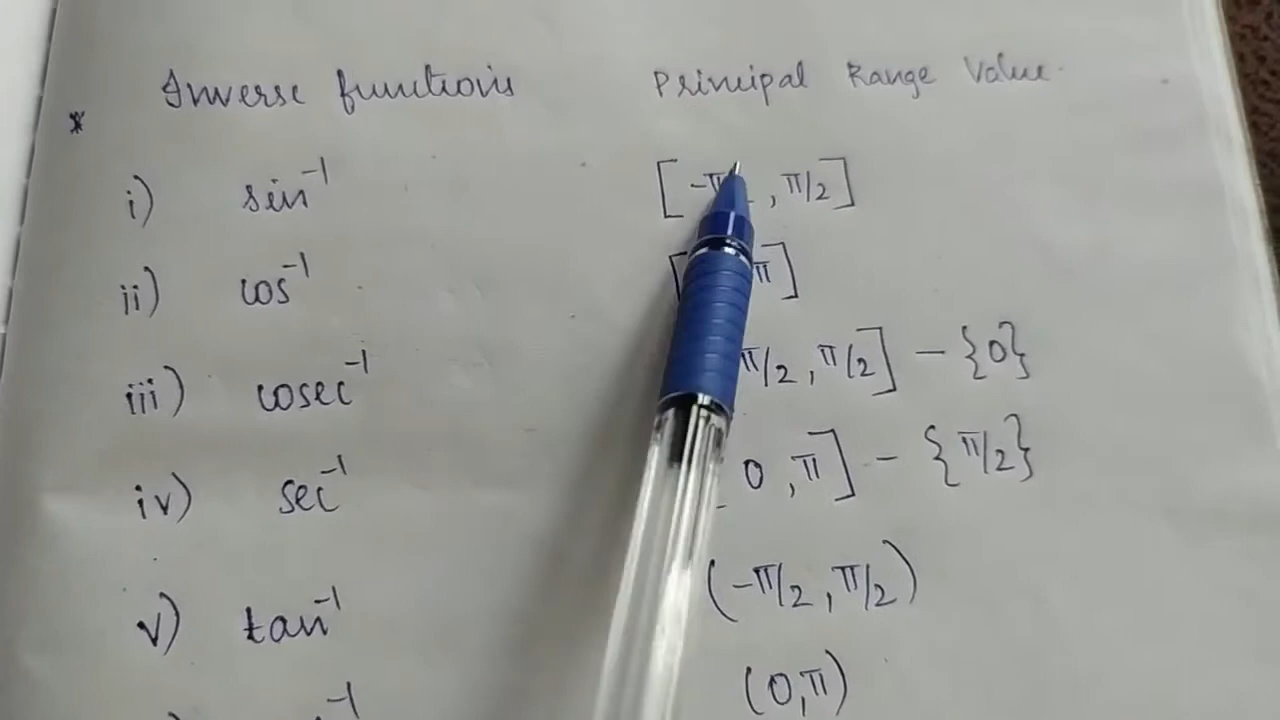 Inverse functions Principal Range Value.
*
i) sin⁻¹ [-π , π/2]
ii) cos⁻¹ [ π]
iii) cosec⁻¹ π/2 , π/2] - {0}
iv) sec⁻¹ [0 , π] - {π/2}
v) tan⁻¹ (-π/2 , π/2)
-1 (0, π)